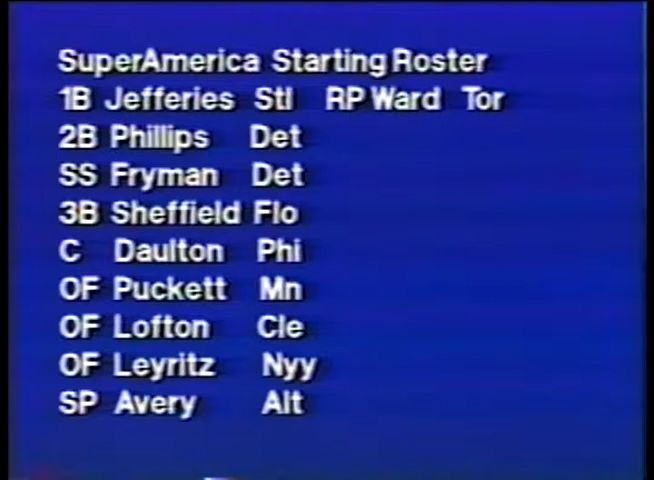 SuperAmerica Starting Roster
1B Jefferies Stl RP Ward Tor
2B Phillips Det
SS Fryman Det
3B Sheffield Flo
C Daulton Phi
OF Puckett Mn
OF Lofton Cle
OF Leyritz Nyy
SP Avery Alt